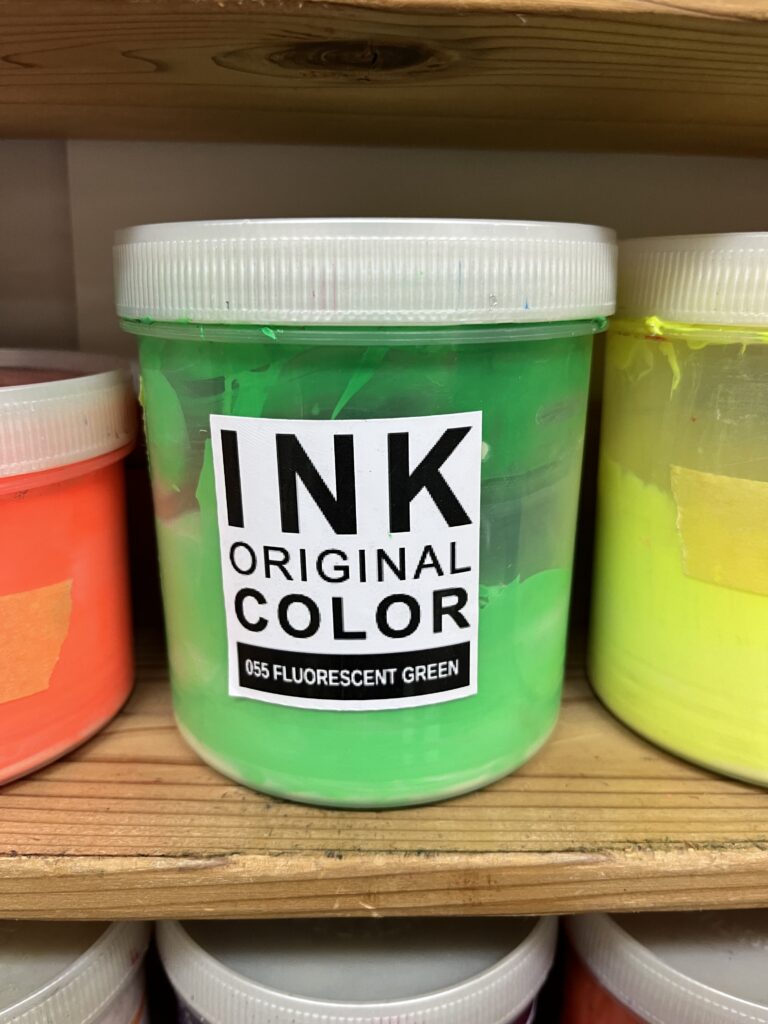 INK
ORIGINAL
COLOR
055 FLUORESCENT GREEN